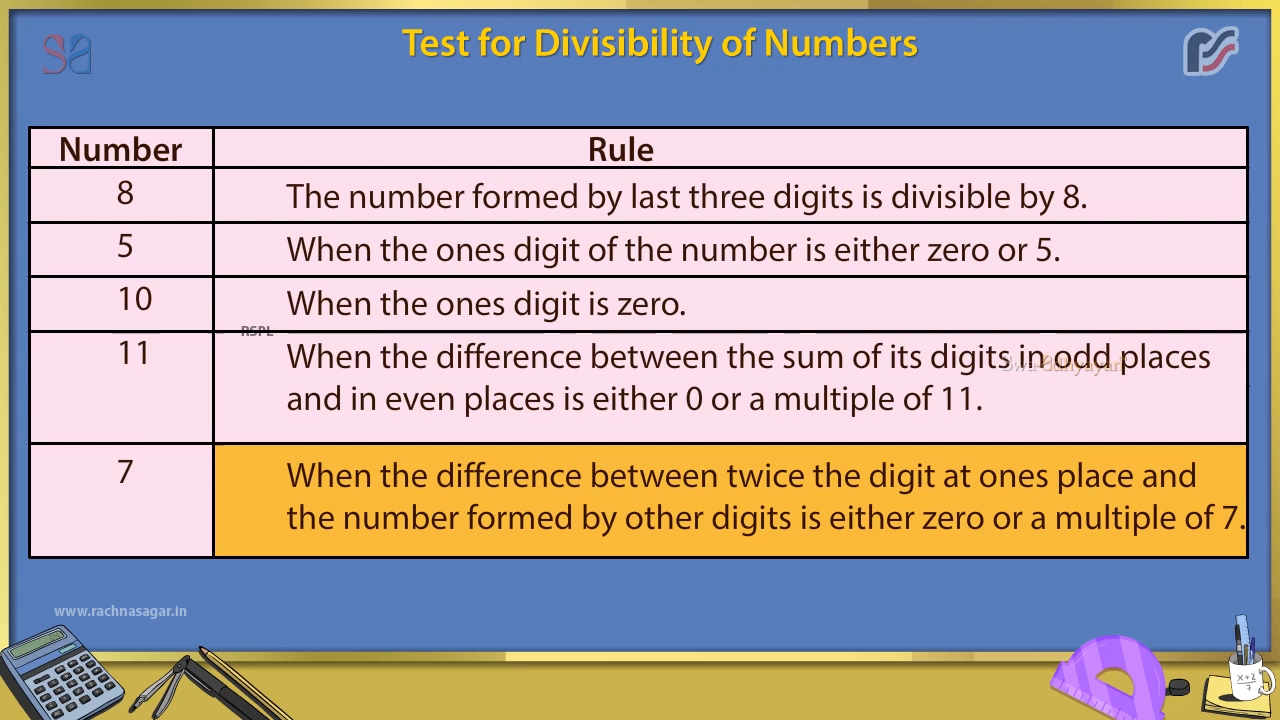 Test for Divisibility of Numbers
sa
Number Rule
8 The number formed by last three digits is divisible by 8.
5 When the ones digit of the number is either zero or 5.
10 When the ones digit is zero.
RSPL
11 When the difference between the sum of its digits in odd places
and in even places is either 0 or a multiple of 11.
7 When the difference between twice the digit at ones place and
the number formed by other digits is either zero or a multiple of 7.
www.rachnasagar.in
x+2
7